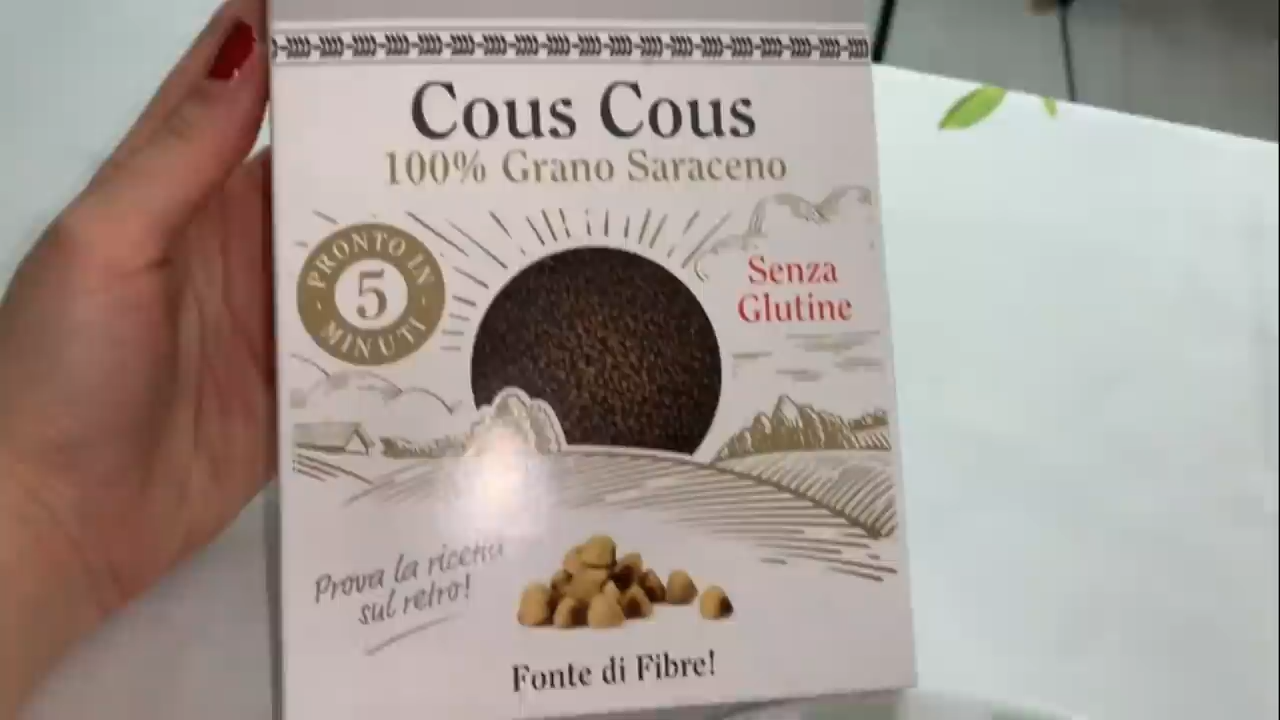 Cous Cous
100% Grano Saraceno
PRONTO IN
5
MINUTI
Senza
Glutine
Prova la ricetta
sul retro!
Fonte di Fibre!